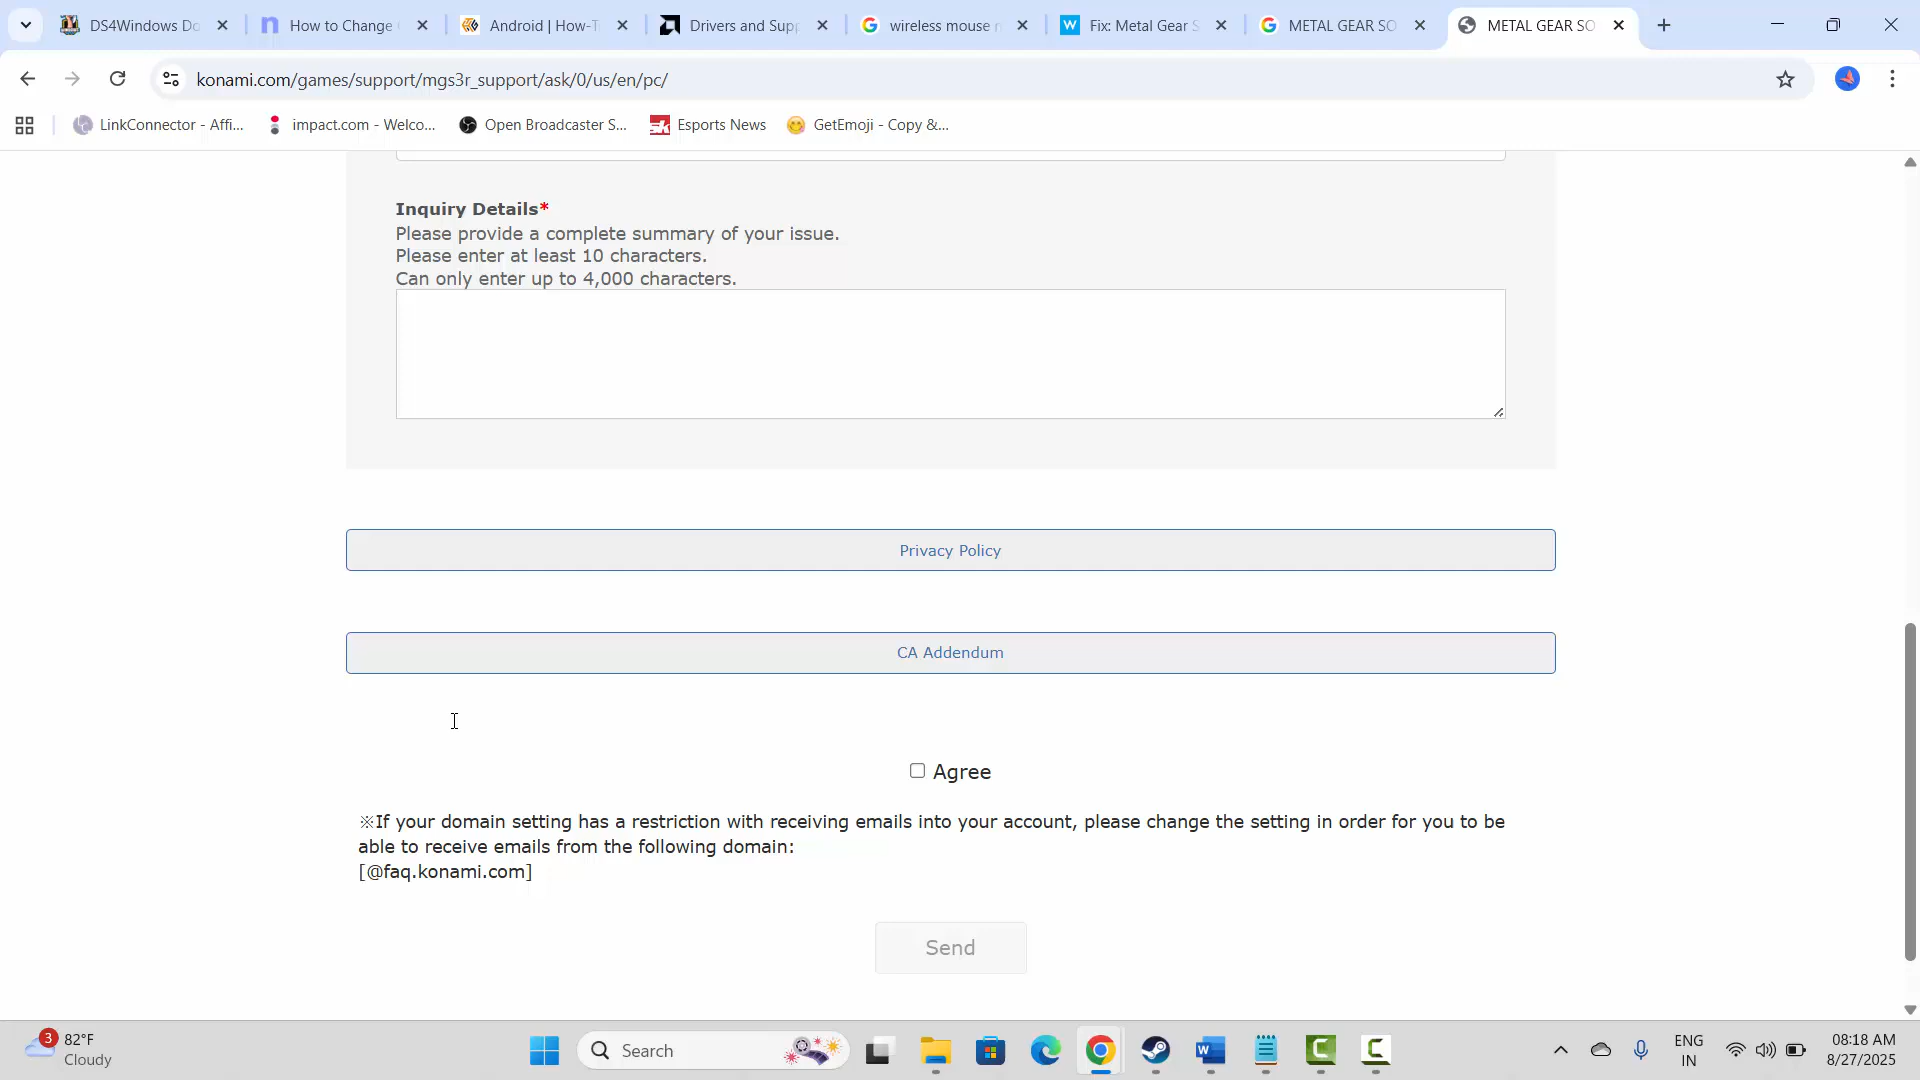 DS4Windows Do
How to Change
Android | How-T
Drivers and Supp
wireless mouse n
Fix: Metal Gear S
METAL GEAR SO
METAL GEAR SO
konami.com/games/support/mgs3r_support/ask/0/us/en/pc/
LinkConnector - Affi...
impact.com - Welco...
Open Broadcaster S...
Esports News
GetEmoji - Copy &...
Inquiry Details*
Please provide a complete summary of your issue.
Please enter at least 10 characters.
Can only enter up to 4,000 characters.
Privacy Policy
CA Addendum
Agree
※If your domain setting has a restriction with receiving emails into your account, please change the setting in order for you to be
able to receive emails from the following domain:
[@faq.konami.com]
Send
3
82°F
Cloudy
Search
ENG
IN
08:18 AM
8/27/2025